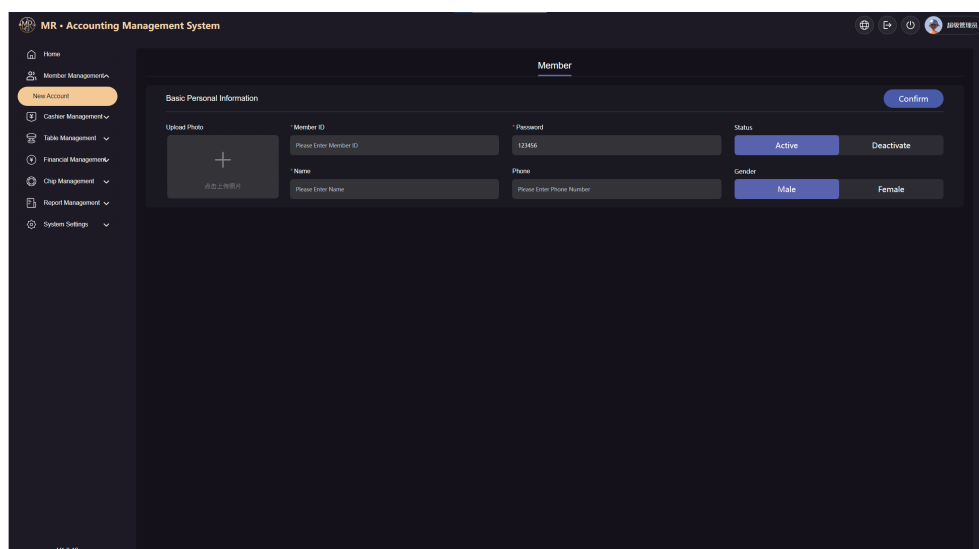 MR • Accounting Management System
超级管理员
Home
Member Management
New Account
Cashier Management
Table Management
Financial Management
Chip Management
Report Management
System Settings
Member
Basic Personal Information
Confirm
Upload Photo
* Member ID
* Password
Status
Please Enter Member ID
123456
Active
Deactivate
* Name
Phone
Gender
点击上传照片
Please Enter Name
Please Enter Phone Number
Male
Female